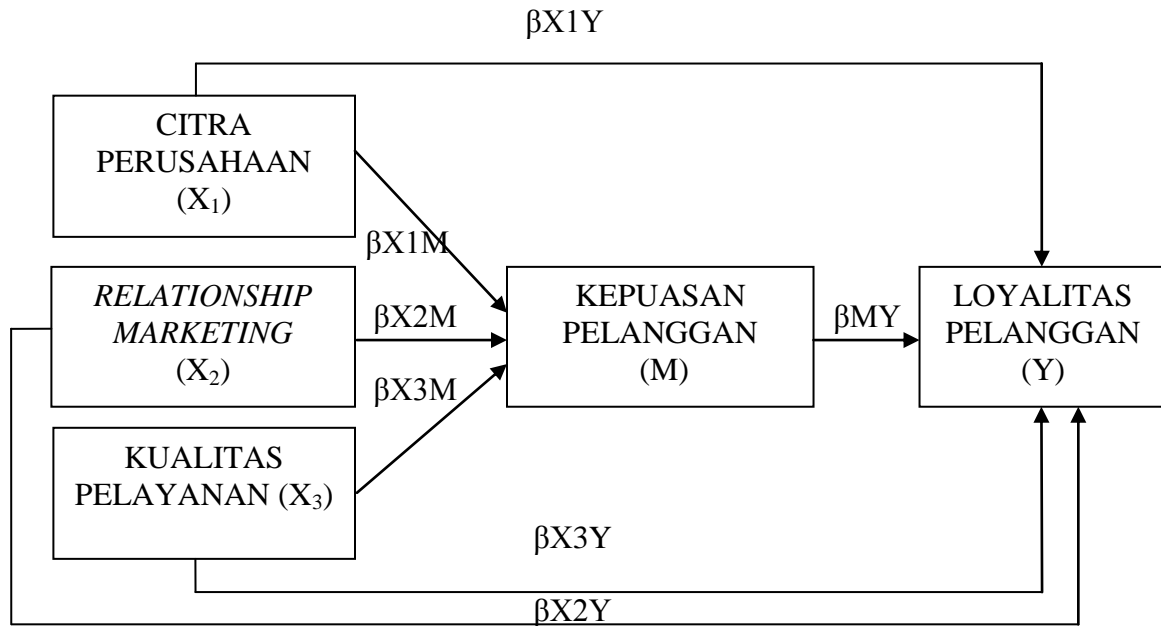 βX1Y
CITRA
PERUSAHAAN
(X₁)
βX1M
RELATIONSHIP
MARKETING
(X₂)
βX2M
KEPUASAN
PELANGGAN
(M)
βMY
LOYALITAS
PELANGGAN
(Y)
βX3M
KUALITAS
PELAYANAN (X₃)
βX3Y
βX2Y